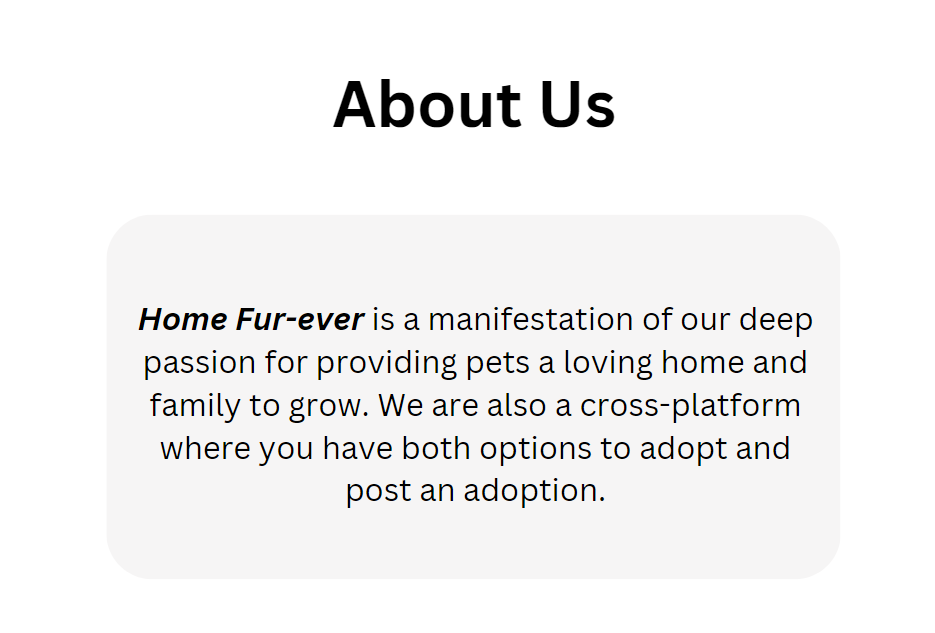 About Us
Home Fur-ever is a manifestation of our deep
passion for providing pets a loving home and
family to grow. We are also a cross-platform
where you have both options to adopt and
post an adoption.